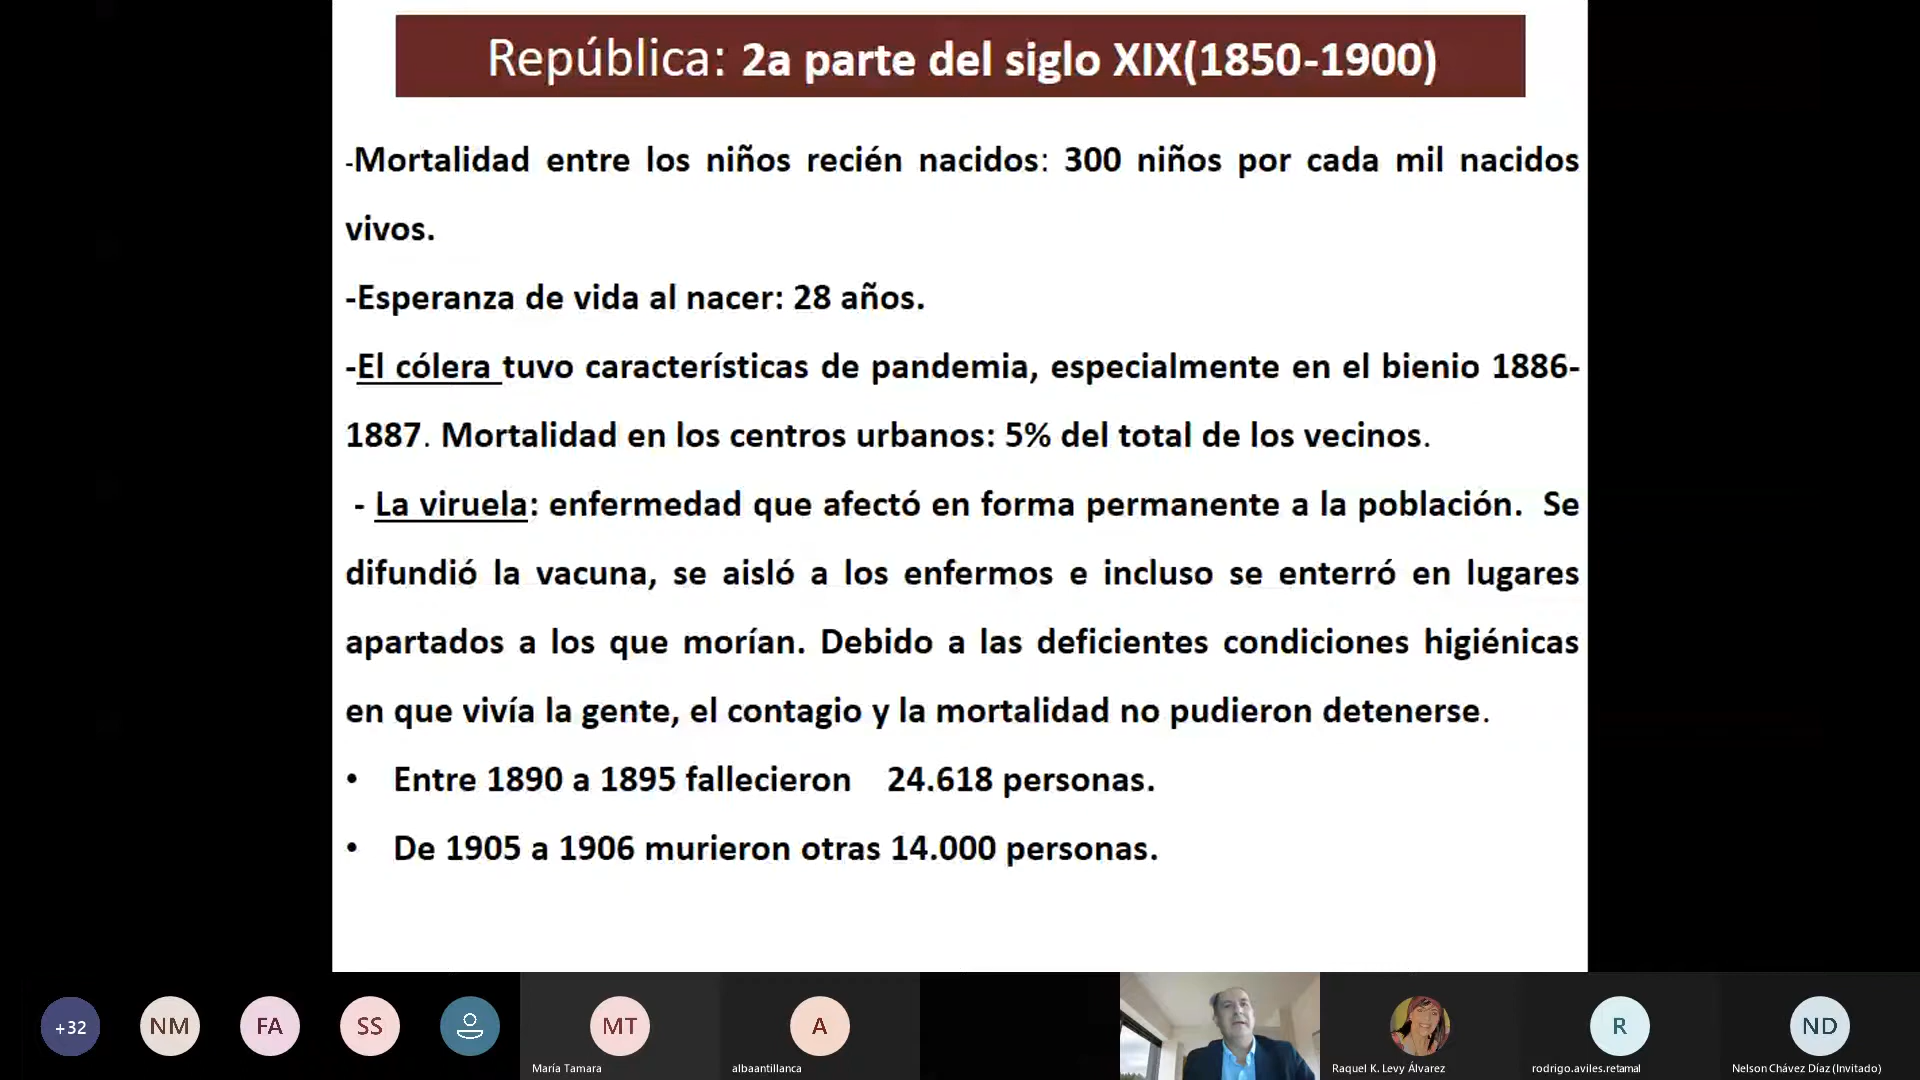 República: 2a parte del siglo XIX(1850-1900)
-Mortalidad entre los niños recién nacidos: 300 niños por cada mil nacidos
vivos.
-Esperanza de vida al nacer: 28 años.
-El cólera tuvo características de pandemia, especialmente en el bienio 1886-
1887. Mortalidad en los centros urbanos: 5% del total de los vecinos.
- La viruela: enfermedad que afectó en forma permanente a la población. Se
difundió la vacuna, se aisló a los enfermos e incluso se enterró en lugares
apartados a los que morían. Debido a las deficientes condiciones higiénicas
en que vivía la gente, el contagio y la mortalidad no pudieron detenerse.
• Entre 1890 a 1895 fallecieron 24.618 personas.
• De 1905 a 1906 murieron otras 14.000 personas.
+32
NM
FA
SS
MT
A
R
ND
María Tamara
albaantillanca
Raquel K. Levy Álvarez
rodrigo.aviles.retamal
Nelson Chávez Díaz (Invitado)